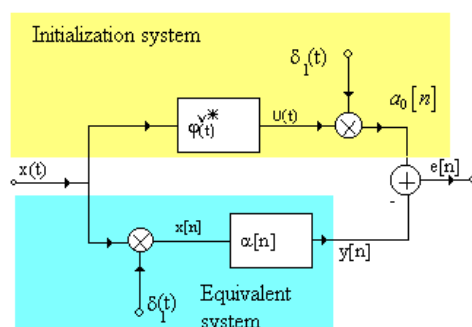 Initialization system
δ₁(t)
φ(t)ᵛ*
υ(t)
a₀[n]
x(t)
e[n]
-
x[n]
α[n]
y[n]
δ₁(t)
Equivalent
system